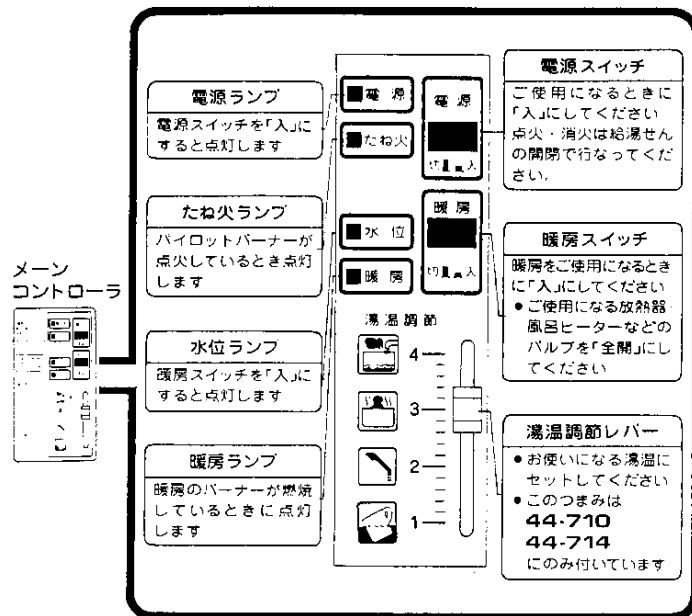 メーン
コントローラ
電源ランプ
電源スイッチを「入」に
すると点灯します
たね火ランプ
パイロットバーナーが
点火しているとき点灯
します
水位ランプ
暖房スイッチを「入」に
すると点灯します
暖房ランプ
暖房のバーナーが燃焼
しているときに点灯
します
電源
たね火
水位
暖房
電源
切 入
暖房
切 入
湯温調節
4
3
2
1
電源スイッチ
ご使用になるときに
「入」にしてください
点火・消火は給湯せん
の開閉で行なってくだ
さい.
暖房スイッチ
暖房をご使用になるとき
に「入」にしてください
●ご使用になる放熱器・
風呂ヒーターなどの
バルブを「全開」にし
てください
湯温調節レバー
●お使いになる湯温に
セットしてください
●このつまみは
44-710
44-714
にのみ付いています